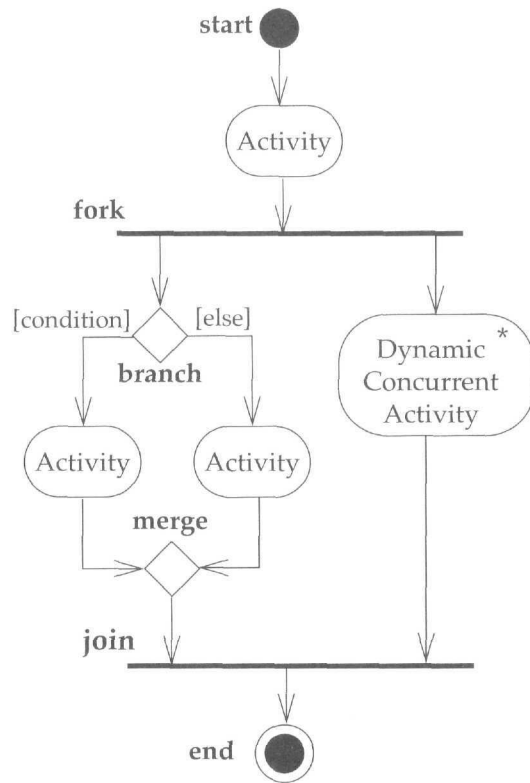 start
Activity
fork
[condition]
[else]
branch
Dynamic *
Concurrent
Activity
Activity
Activity
merge
join
end